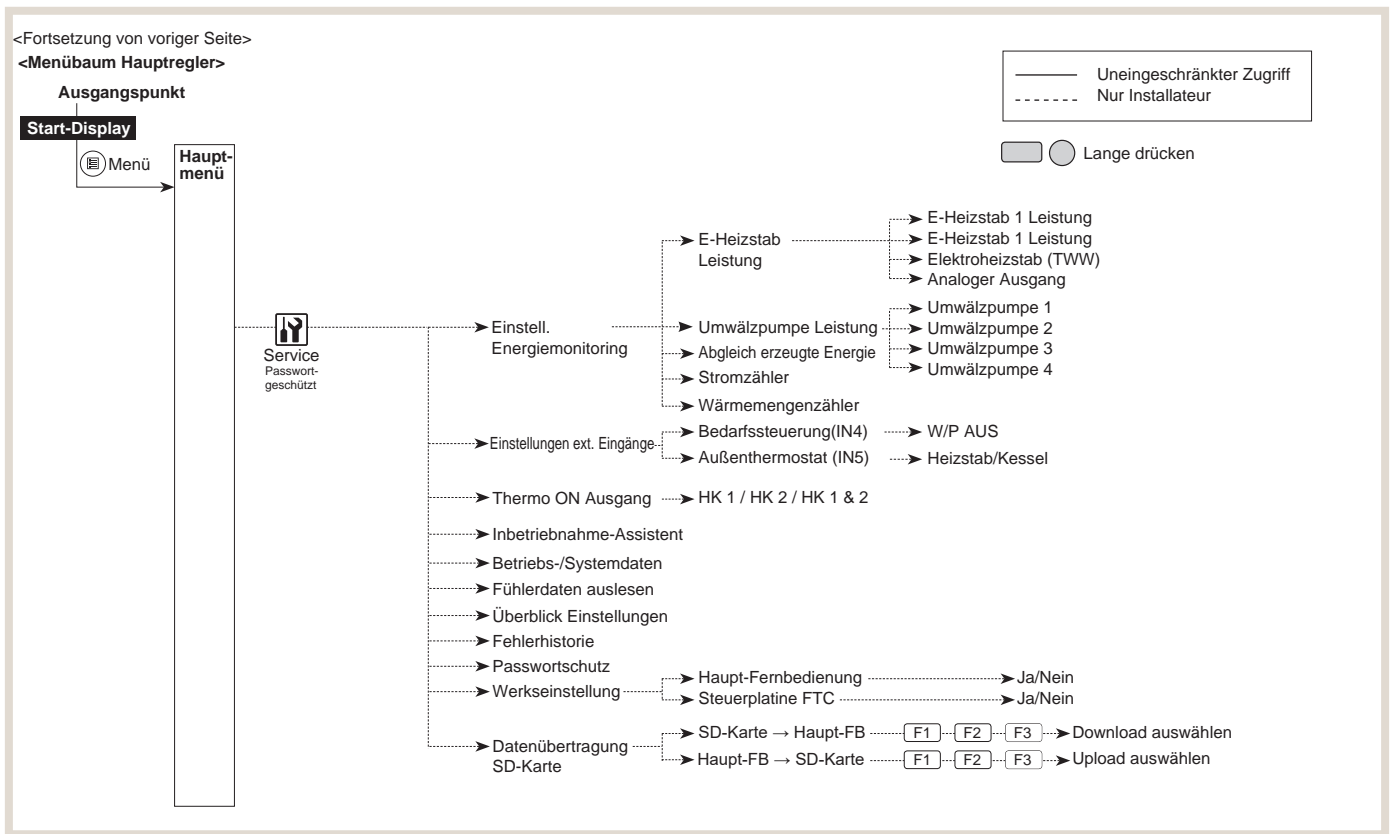 <Fortsetzung von voriger Seite>
<Menübaum Hauptregler>
Ausgangspunkt
Start-Display
Menü
Haupt-
menü
Uneingeschränkter Zugriff
Nur Installateur
Lange drücken
Service
Passwort-
geschützt
Einstell.
Energiemonitoring
E-Heizstab
Leistung
E-Heizstab 1 Leistung
E-Heizstab 1 Leistung
Elektroheizstab (TWW)
Analoger Ausgang
Umwälzpumpe Leistung
Umwälzpumpe 1
Umwälzpumpe 2
Umwälzpumpe 3
Umwälzpumpe 4
Abgleich erzeugte Energie
Stromzähler
Wärmemengenzähler
Einstellungen ext. Eingänge
Bedarfssteuerung(IN4)
W/P AUS
Außenthermostat (IN5)
Heizstab/Kessel
Thermo ON Ausgang
HK 1 / HK 2 / HK 1 & 2
Inbetriebnahme-Assistent
Betriebs-/Systemdaten
Fühlerdaten auslesen
Überblick Einstellungen
Fehlerhistorie
Passwortschutz
Werkseinstellung
Haupt-Fernbedienung
Ja/Nein
Steuerplatine FTC
Ja/Nein
Datenübertragung
SD-Karte
SD-Karte → Haupt-FB F1 F2 F3 Download auswählen
Haupt-FB → SD-Karte F1 F2 F3 Upload auswählen